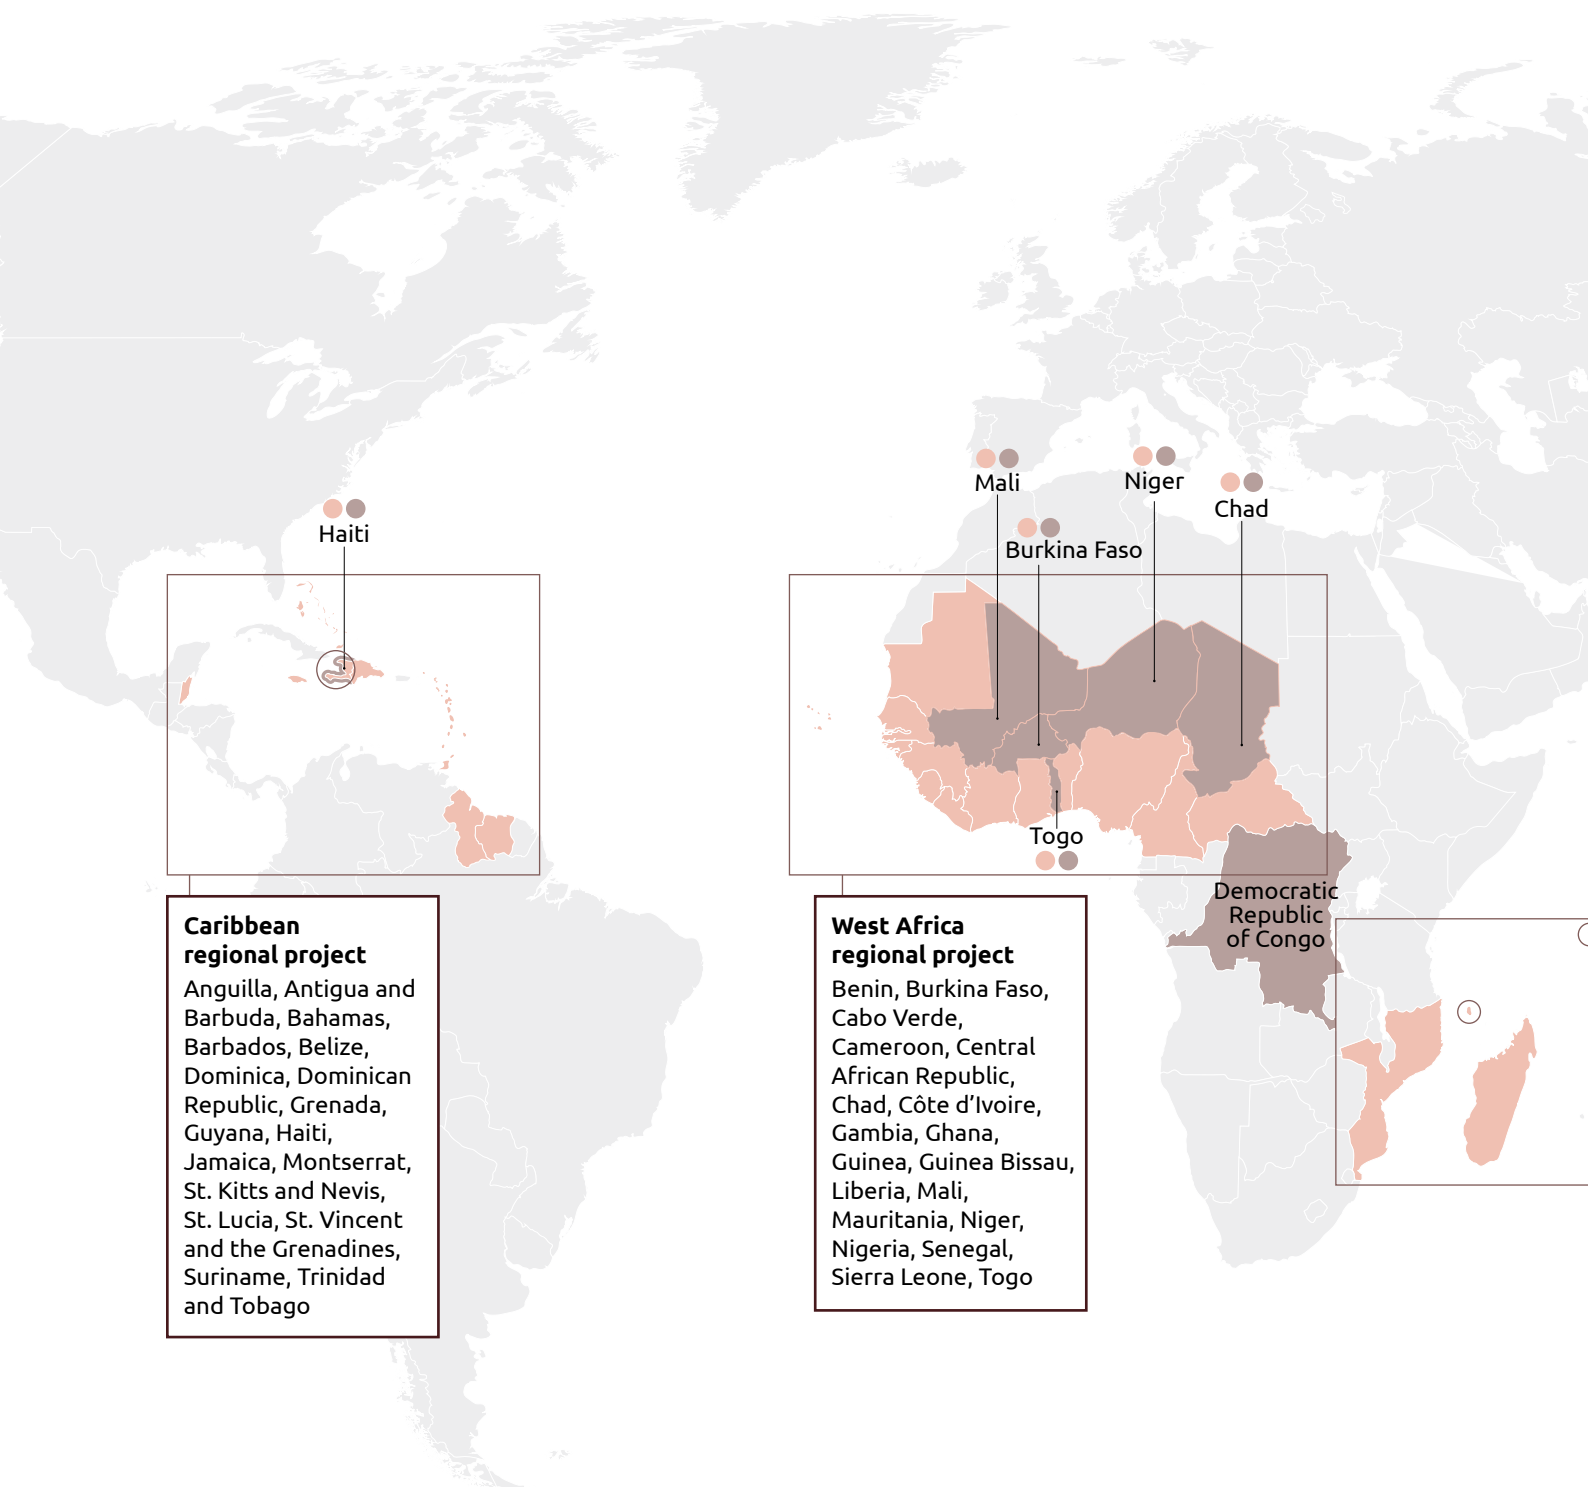 Mali
Niger
Chad
Haiti
Burkina Faso
Togo
Democratic
Republic
of Congo
Caribbean
regional project
Anguilla, Antigua and
Barbuda, Bahamas,
Barbados, Belize,
Dominica, Dominican
Republic, Grenada,
Guyana, Haiti,
Jamaica, Montserrat,
St. Kitts and Nevis,
St. Lucia, St. Vincent
and the Grenadines,
Suriname, Trinidad
and Tobago
West Africa
regional project
Benin, Burkina Faso,
Cabo Verde,
Cameroon, Central
African Republic,
Chad, Côte d’Ivoire,
Gambia, Ghana,
Guinea, Guinea Bissau,
Liberia, Mali,
Mauritania, Niger,
Nigeria, Senegal,
Sierra Leone, Togo